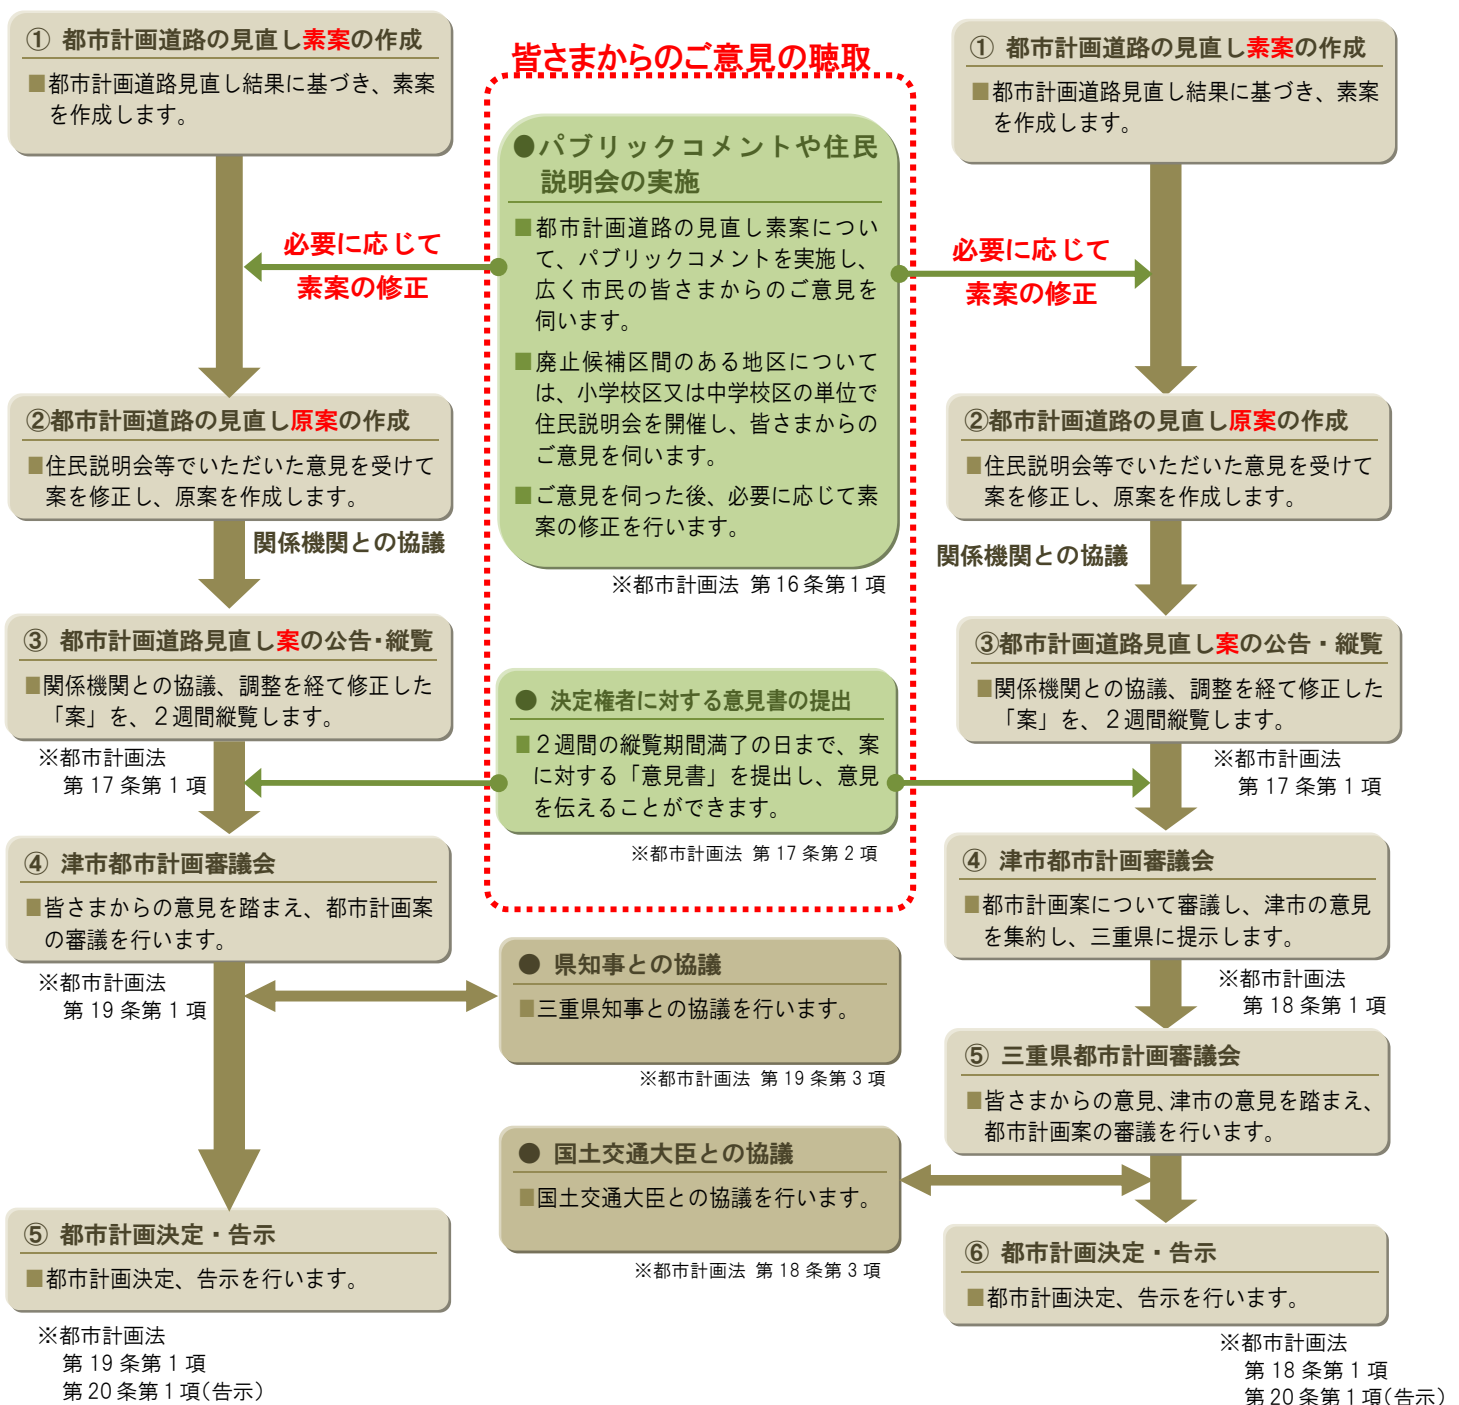 ① 都市計画道路の見直し素案の作成
■都市計画道路見直し結果に基づき、素案
を作成します。
②都市計画道路の見直し原案の作成
■住民説明会等でいただいた意見を受けて
案を修正し、原案を作成します。
関係機関との協議
③ 都市計画道路見直し案の公告・縦覧
■関係機関との協議、調整を経て修正した
「案」を、２週間縦覧します。
※都市計画法
第17条第1項
④ 津市都市計画審議会
■皆さまからの意見を踏まえ、都市計画案
の審議を行います。
※都市計画法
第19条第1項
⑤ 都市計画決定・告示
■都市計画決定、告示を行います。
※都市計画法
第19条第1項
第20条第1項(告示)
皆さまからのご意見の聴取
●パブリックコメントや住民
説明会の実施
■都市計画道路の見直し素案につい
て、パブリックコメントを実施し、
広く市民の皆さまからのご意見を
伺います。
■廃止候補区間のある地区について
は、小学校区又は中学校区の単位で
住民説明会を開催し、皆さまからの
ご意見を伺います。
■ご意見を伺った後、必要に応じて素
案の修正を行います。
※都市計画法 第16条第1項
必要に応じて
素案の修正
必要に応じて
素案の修正
● 決定権者に対する意見書の提出
■２週間の縦覧期間満了の日まで、案
に対する「意見書」を提出し、意見
を伝えることができます。
※都市計画法 第17条第2項
● 県知事との協議
■三重県知事との協議を行います。
※都市計画法 第19条第3項
● 国土交通大臣との協議
■国土交通大臣との協議を行います。
※都市計画法 第18条第3項
① 都市計画道路の見直し素案の作成
■都市計画道路見直し結果に基づき、素案
を作成します。
②都市計画道路の見直し原案の作成
■住民説明会等でいただいた意見を受けて
案を修正し、原案を作成します。
関係機関との協議
③都市計画道路見直し案の公告・縦覧
■関係機関との協議、調整を経て修正した
「案」を、２週間縦覧します。
※都市計画法
第17条第1項
④ 津市都市計画審議会
■都市計画案について審議し、津市の意見
を集約し、三重県に提示します。
※都市計画法
第18条第1項
⑤ 三重県都市計画審議会
■皆さまからの意見、津市の意見を踏まえ、
都市計画案の審議を行います。
⑥ 都市計画決定・告示
■都市計画決定、告示を行います。
※都市計画法
第18条第1項
第20条第1項(告示)